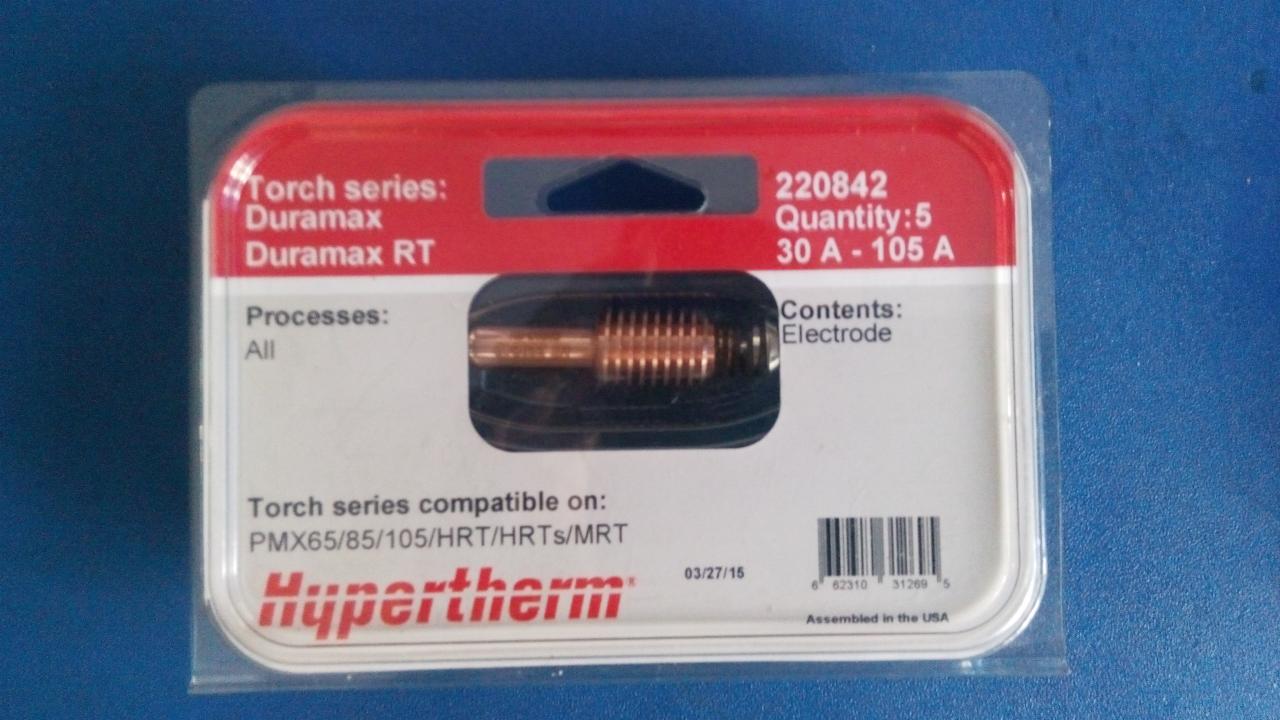 Torch series:
Duramax
Duramax RT
220842
Quantity:5
30 A - 105 A
Processes:
All
Contents:
Electrode
Torch series compatible on:
PMX65/85/105/HRT/HRTs/MRT
Hypertherm®
03/27/15
6 62310 31269 5
Assembled in the USA